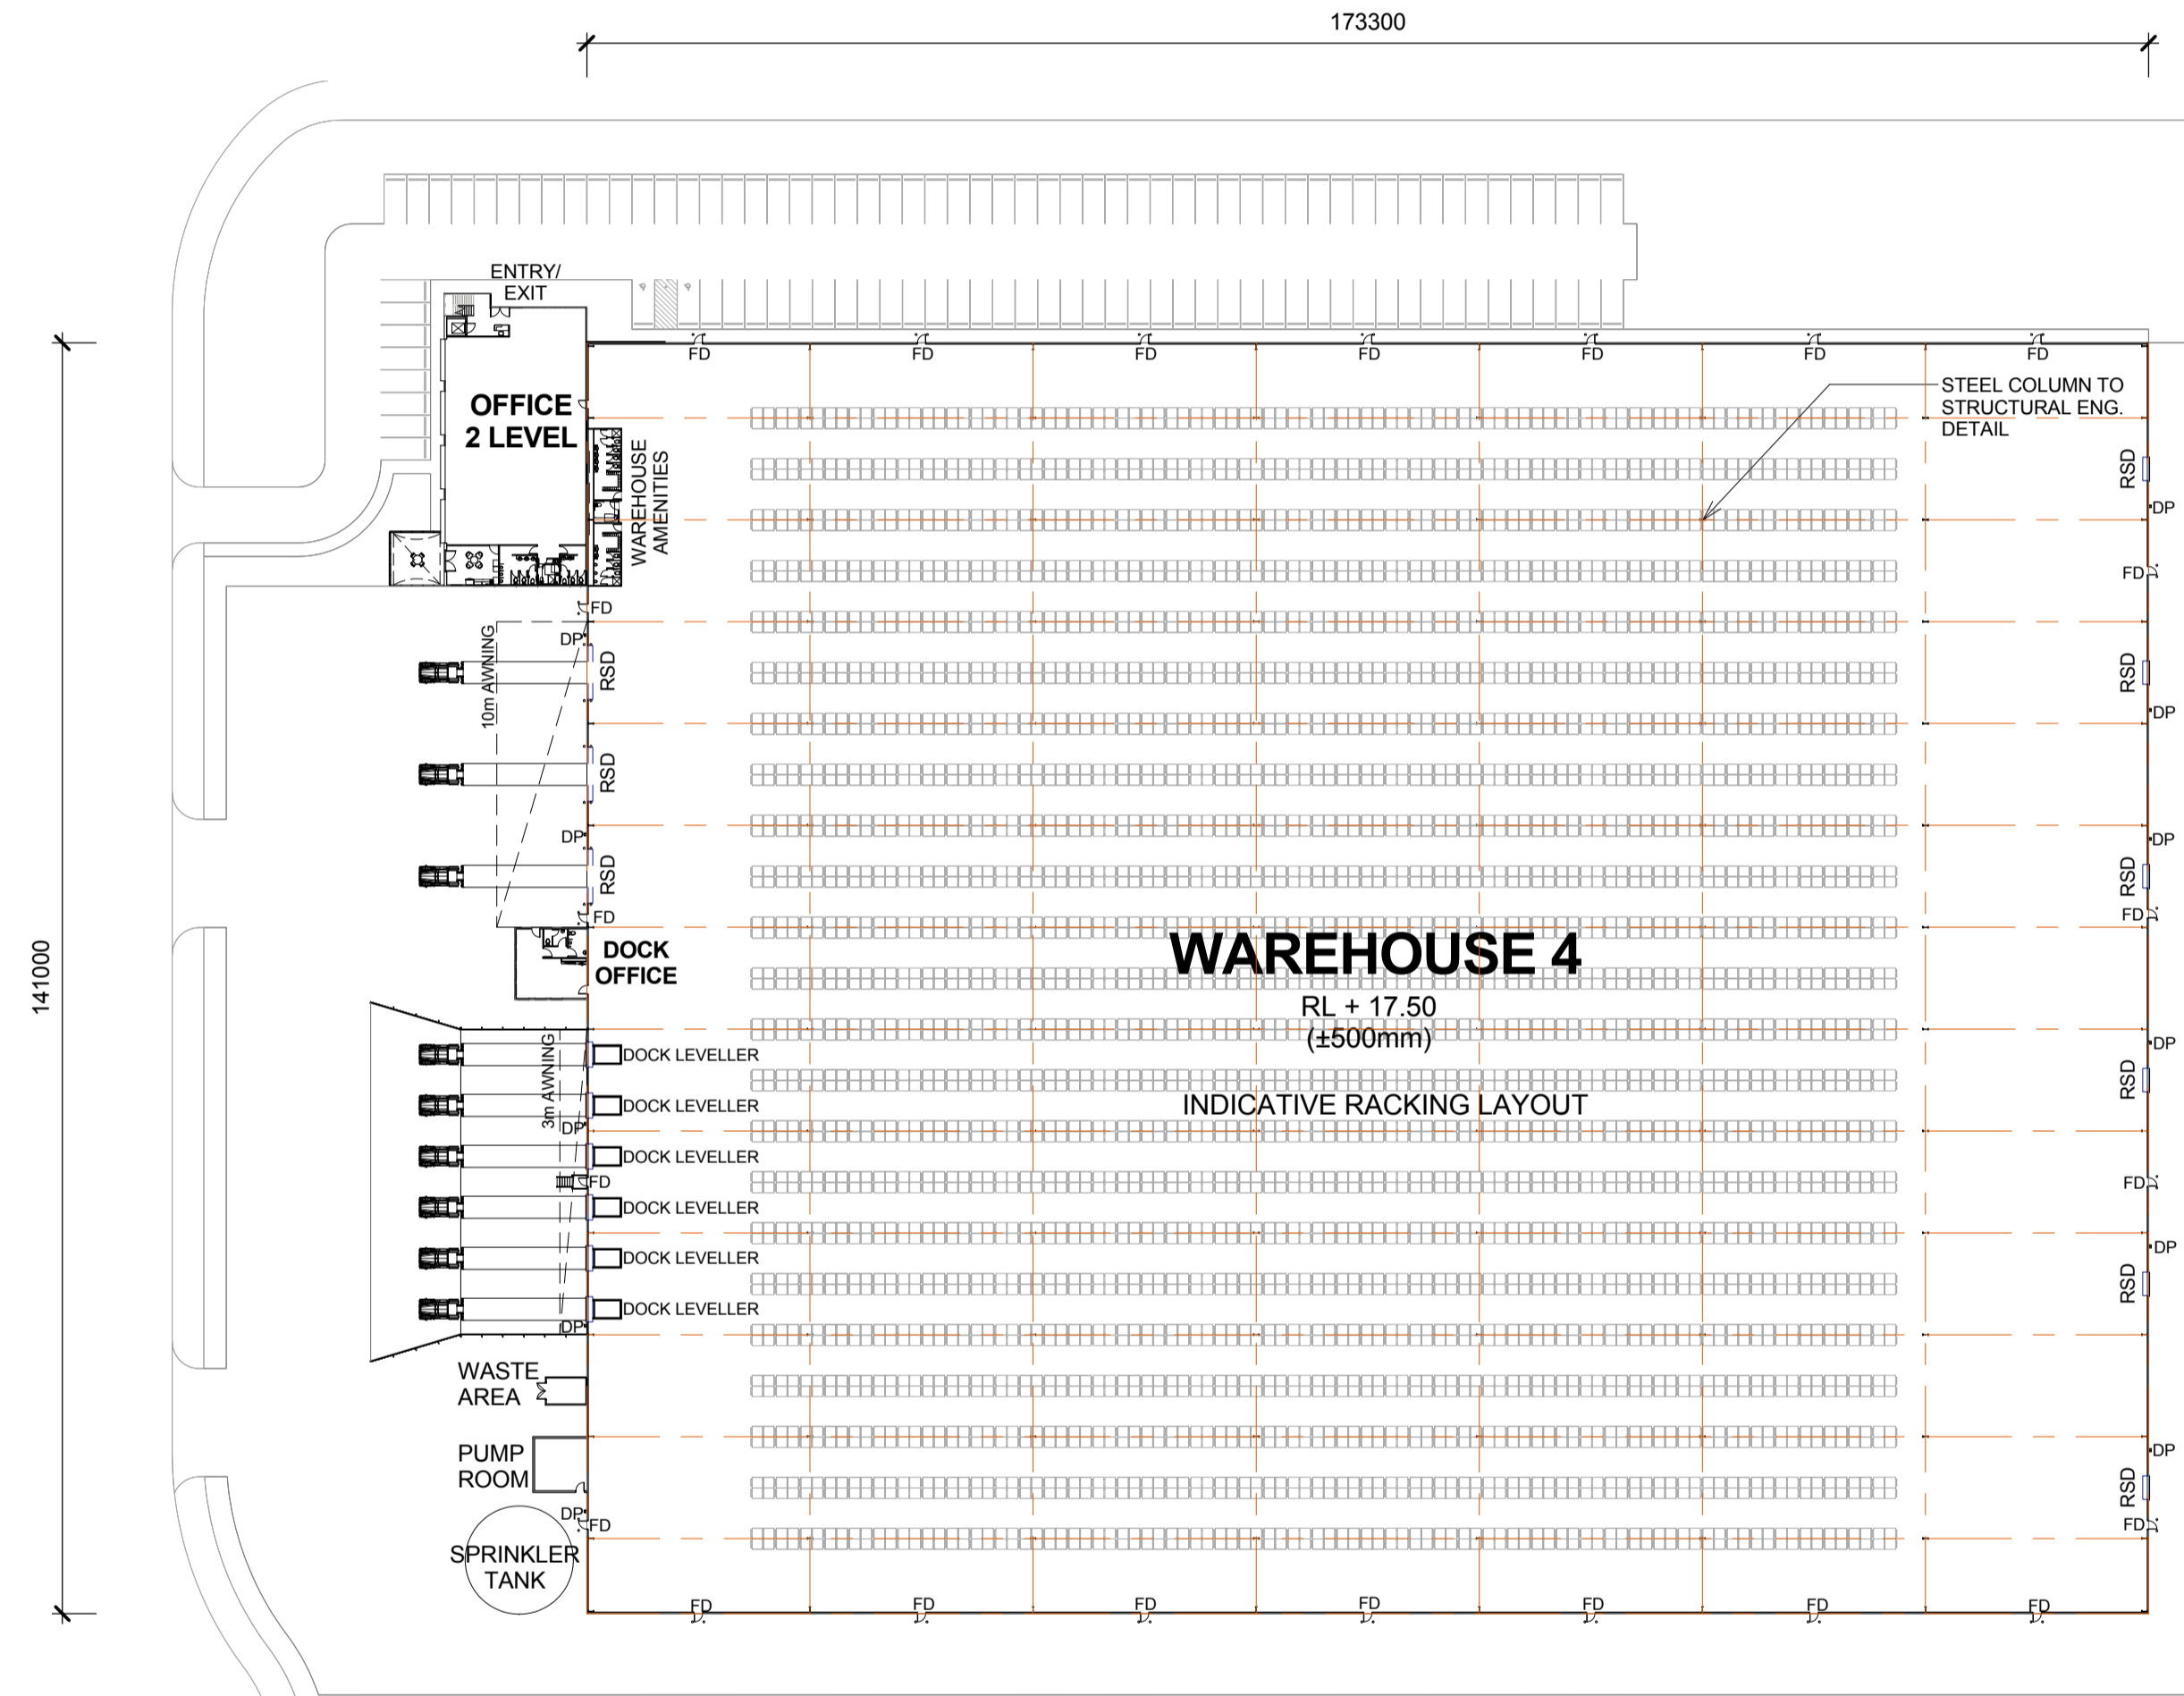 173300
ENTRY/
EXIT
FD
FD
FD
FD
FD
FD
FD
STEEL COLUMN TO
STRUCTURAL ENG.
DETAIL
OFFICE
2 LEVEL
WAREHOUSE
AMENITIES
RSD
DP
FD
FD
DP
10m AWNING
RSD
RSD
DP
RSD
DP
DP
RSD
RSD
FD
FD
DOCK
OFFICE
WAREHOUSE 4
RL + 17.50
(±500mm)
141000
3m AWNING
DOCK LEVELLER
DP
RSD
DOCK LEVELLER
INDICATIVE RACKING LAYOUT
DP
DOCK LEVELLER
FD
FD
DOCK LEVELLER
DP
DOCK LEVELLER
RSD
DOCK LEVELLER
DP
WASTE
AREA
PUMP
ROOM
DP
RSD
DP
FD
FD
SPRINKLER
TANK
FD
FD
FD
FD
FD
FD
FD